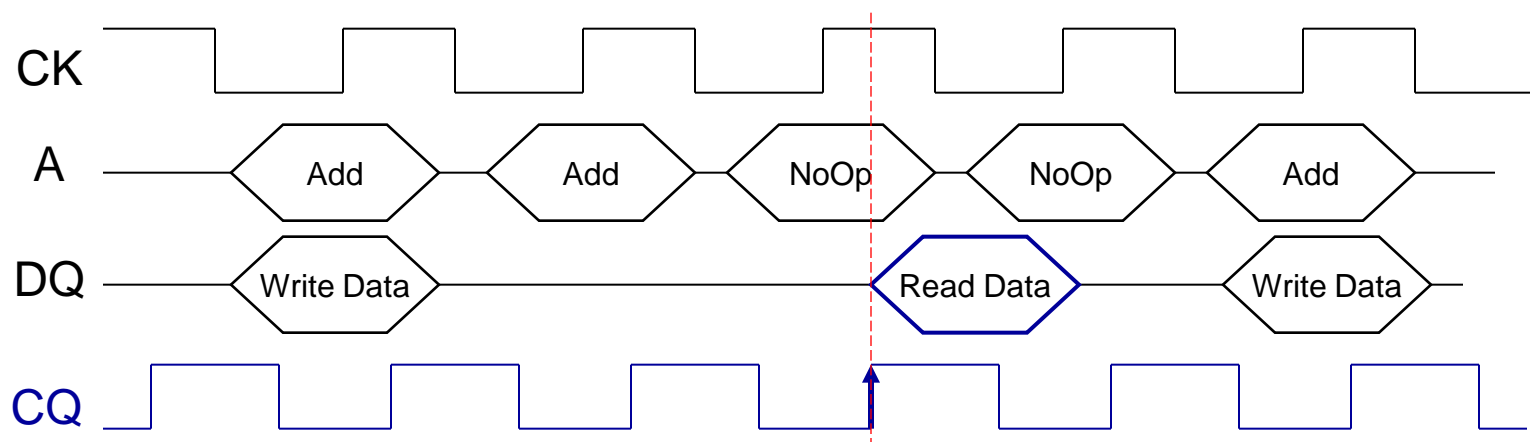 CK
A
Add
Add
NoOp
NoOp
Add
DQ
Write Data
Read Data
Write Data
CQ